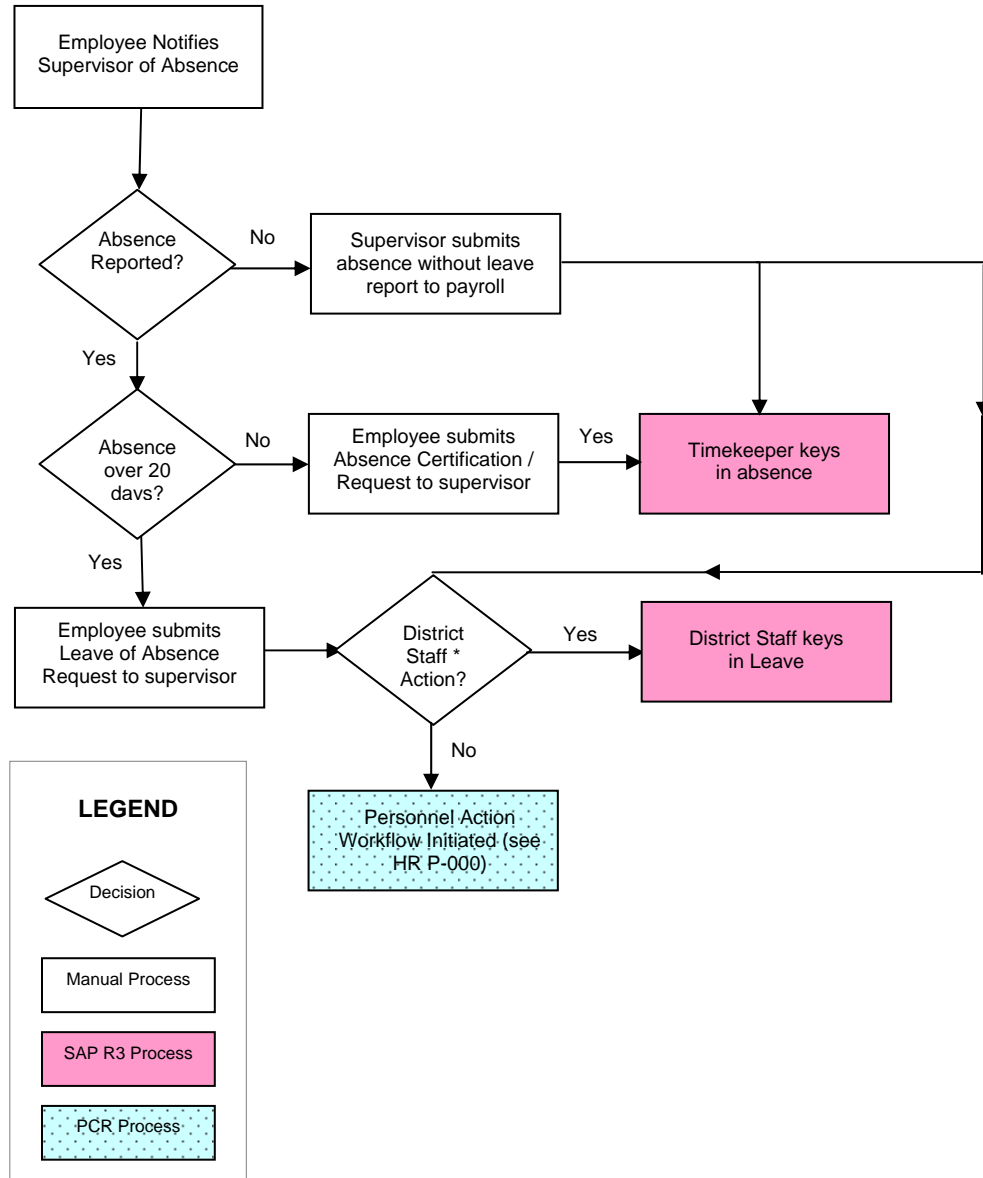 Employee Notifies
Supervisor of Absence
Absence
Reported?
No
Supervisor submits
absence without leave
report to payroll
Yes
Absence
over 20
days?
No
Employee submits
Absence Certification /
Request to supervisor
Yes
Timekeeper keys
in absence
Yes
Employee submits
Leave of Absence
Request to supervisor
District
Staff *
Action?
Yes
District Staff keys
in Leave
No
Personnel Action
Workflow Initiated (see
HR P-000)
LEGEND
Decision
Manual Process
SAP R3 Process
PCR Process